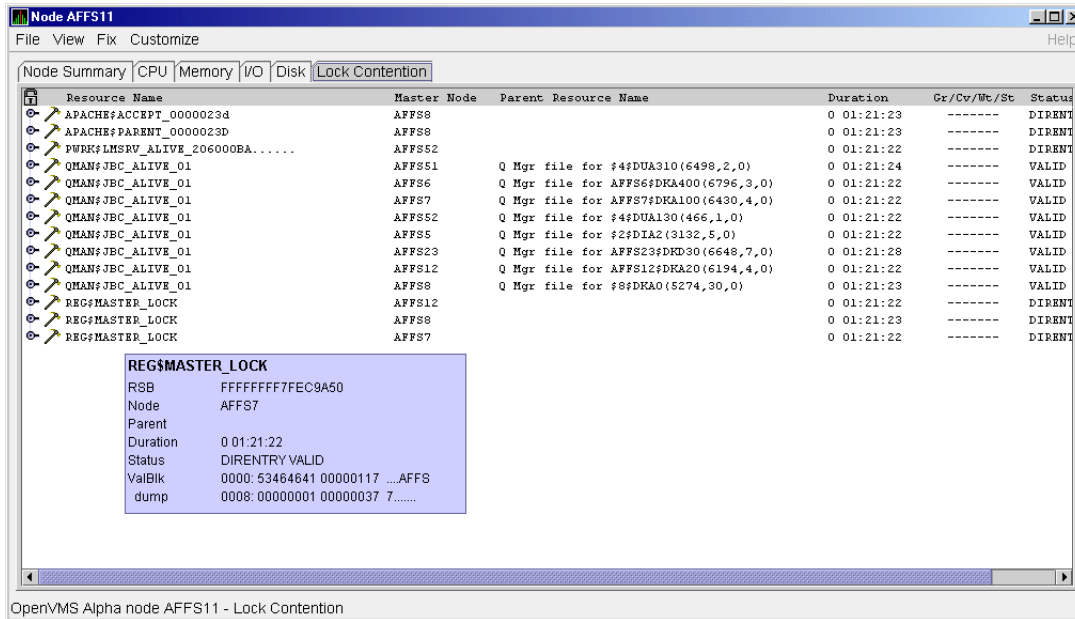 Node AFFS11
File View Fix Customize Help
Node Summary CPU Memory I/O Disk Lock Contention
Resource Name Master Node Parent Resource Name Duration Gr/Cv/Wt/St Status
APACHE$ACCEPT_0000023d AFFS8 0 01:21:23 ------- DIRENT
APACHE$PARENT_0000023D AFFS8 0 01:21:23 ------- DIRENT
PWRK$LMSRV_ALIVE_206000BA...... AFFS52 0 01:21:22 ------- DIRENT
QMAN$JBC_ALIVE_01 AFFS51 Q Mgr file for $4$DUA310(6498,2,0) 0 01:21:24 ------- VALID
QMAN$JBC_ALIVE_01 AFFS6 Q Mgr file for AFFS6$DKA400(6796,3,0) 0 01:21:22 ------- VALID
QMAN$JBC_ALIVE_01 AFFS7 Q Mgr file for AFFS7$DKA100(6430,4,0) 0 01:21:22 ------- VALID
QMAN$JBC_ALIVE_01 AFFS52 Q Mgr file for $4$DUA130(466,1,0) 0 01:21:22 ------- VALID
QMAN$JBC_ALIVE_01 AFFS5 Q Mgr file for $2$DIA2(3132,5,0) 0 01:21:22 ------- VALID
QMAN$JBC_ALIVE_01 AFFS23 Q Mgr file for AFFS23$DKD30(6648,7,0) 0 01:21:28 ------- VALID
QMAN$JBC_ALIVE_01 AFFS12 Q Mgr file for AFFS12$DKA20(6194,4,0) 0 01:21:22 ------- VALID
QMAN$JBC_ALIVE_01 AFFS8 Q Mgr file for $8$DKA0(5274,30,0) 0 01:21:23 ------- VALID
REG$MASTER_LOCK AFFS12 0 01:21:22 ------- DIRENT
REG$MASTER_LOCK AFFS8 0 01:21:23 ------- DIRENT
REG$MASTER_LOCK AFFS7 0 01:21:22 ------- DIRENT
REG$MASTER_LOCK
RSB FFFFFFFF7FEC9A50
Node AFFS7
Parent
Duration 0 01:21:22
Status DIRENTRY VALID
ValBlk 0000: 53464641 00000117 ....AFFS
dump 0008: 00000001 00000037 7.......
OpenVMS Alpha node AFFS11 - Lock Contention